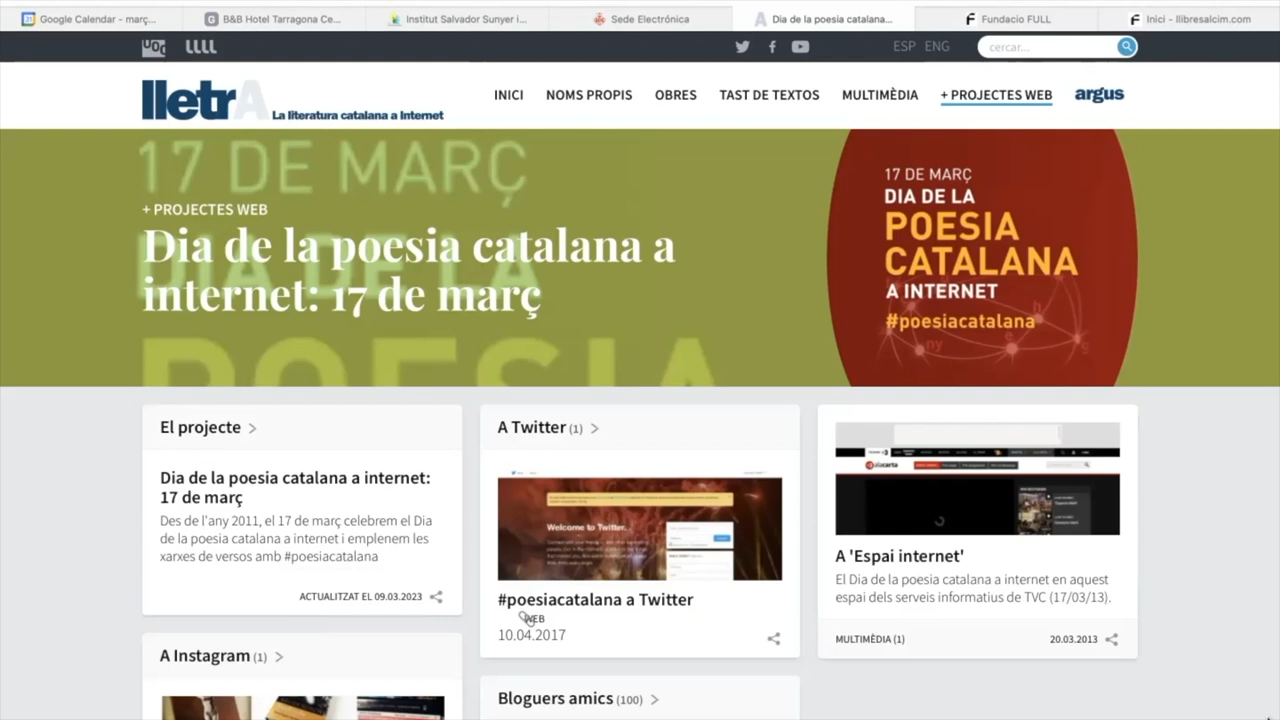 Google Calendar - març...
B&B Hotel Tarragona Ce...
Institut Salvador Sunyer i...
Sede Electrónica
Dia de la poesia catalana...
Fundacio FULL
Inici - llibresalcim.com
UOC
ESP ENG
cercar...
lletrA La literatura catalana a Internet
INICI
NOMS PROPIS
OBRES
TAST DE TEXTOS
MULTIMÈDIA
+ PROJECTES WEB
argus
17 DE MARÇ
DIA DE LA
POESIA
+ PROJECTES WEB
Dia de la poesia catalana a
internet: 17 de març
17 DE MARÇ
DIA DE LA
POESIA
CATALANA
A INTERNET
#poesiacatalana
El projecte >
Dia de la poesia catalana a internet:
17 de març
Des de l'any 2011, el 17 de març celebrem el Dia
de la poesia catalana a internet i emplenem les
xarxes de versos amb #poesiacatalana
ACTUALITZAT EL 09.03.2023
A Instagram (1) >
A Twitter (1) >
Welcome to Twitter.
#poesiacatalana a Twitter
WEB
10.04.2017
Bloguers amics (100) >
A 'Espai internet'
El Dia de la poesia catalana a internet en aquest
espai dels serveis informatius de TVC (17/03/13).
MULTIMÈDIA (1)
20.03.2013